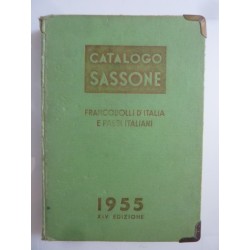 CATALOGO
SASSONE
FRANCOBOLLI D'ITALIA
E PAESI ITALIANI
1955
XIV EDIZIONE